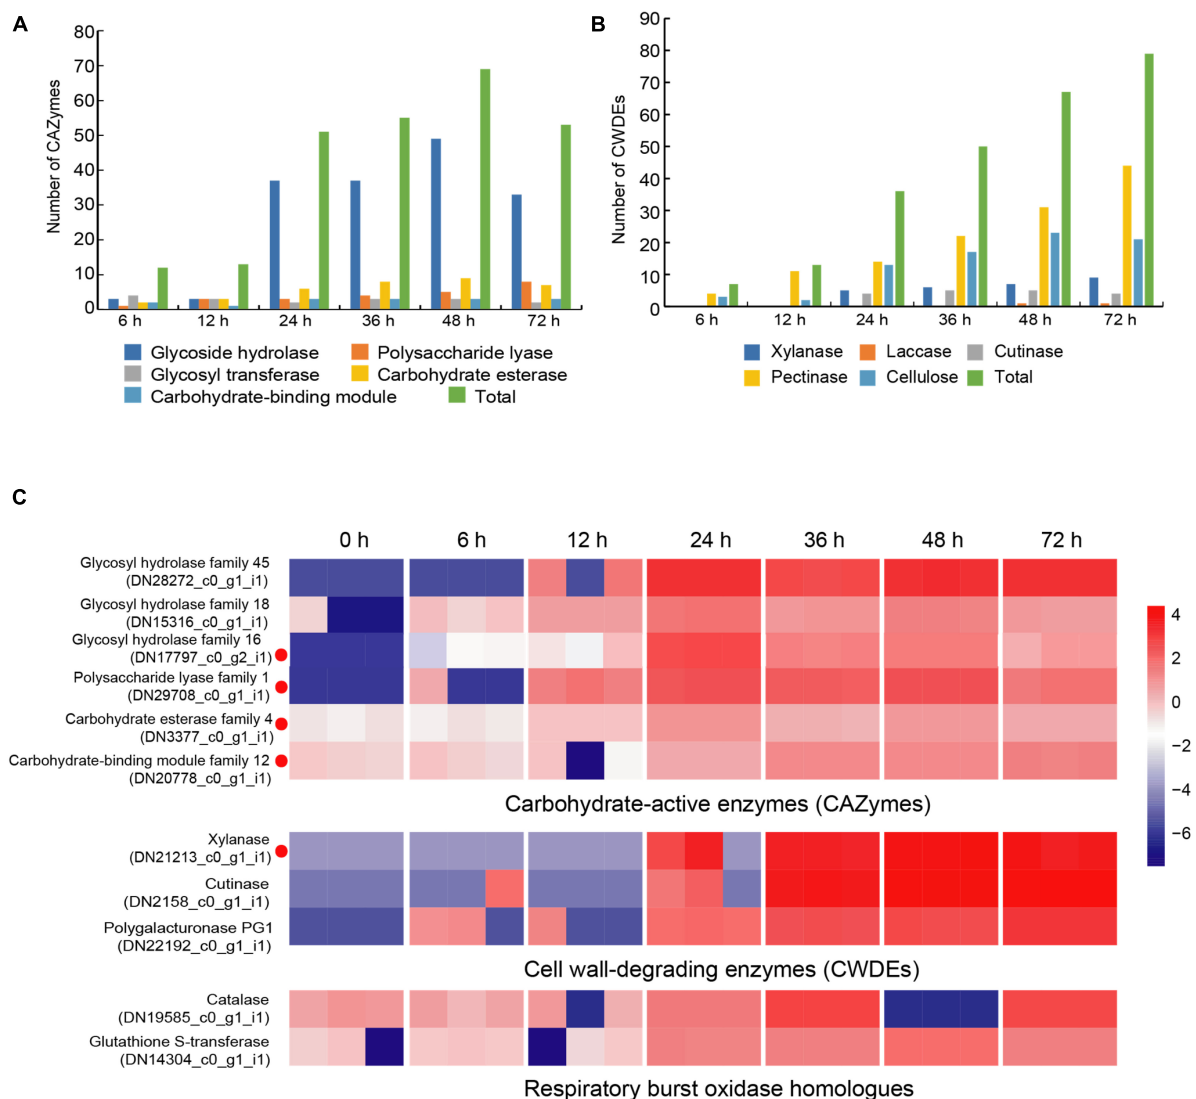 A
Number of CAZymes
80
70
60
50
40
30
20
10
0
6 h 12 h 24 h 36 h 48 h 72 h
Glycoside hydrolase Polysaccharide lyase
Glycosyl transferase Carbohydrate esterase
Carbohydrate-binding module Total
B
Number of CWDEs
90
80
70
60
50
40
30
20
10
0
6 h 12 h 24 h 36 h 48 h 72 h
Xylanase Laccase Cutinase
Pectinase Cellulose Total
C
0 h 6 h 12 h 24 h 36 h 48 h 72 h
Glycosyl hydrolase family 45
(DN28272_c0_g1_i1)
Glycosyl hydrolase family 18
(DN15316_c0_g1_i1)
Glycosyl hydrolase family 16
(DN17797_c0_g2_i1)
Polysaccharide lyase family 1
(DN29708_c0_g1_i1)
Carbohydrate esterase family 4
(DN3377_c0_g1_i1)
Carbohydrate-binding module family 12
(DN20778_c0_g1_i1)
Carbohydrate-active enzymes (CAZymes)
Xylanase
(DN21213_c0_g1_i1)
Cutinase
(DN2158_c0_g1_i1)
Polygalacturonase PG1
(DN22192_c0_g1_i1)
Cell wall-degrading enzymes (CWDEs)
Catalase
(DN19585_c0_g1_i1)
Glutathione S-transferase
(DN14304_c0_g1_i1)
Respiratory burst oxidase homologues
4
2
0
−2
−4
−6